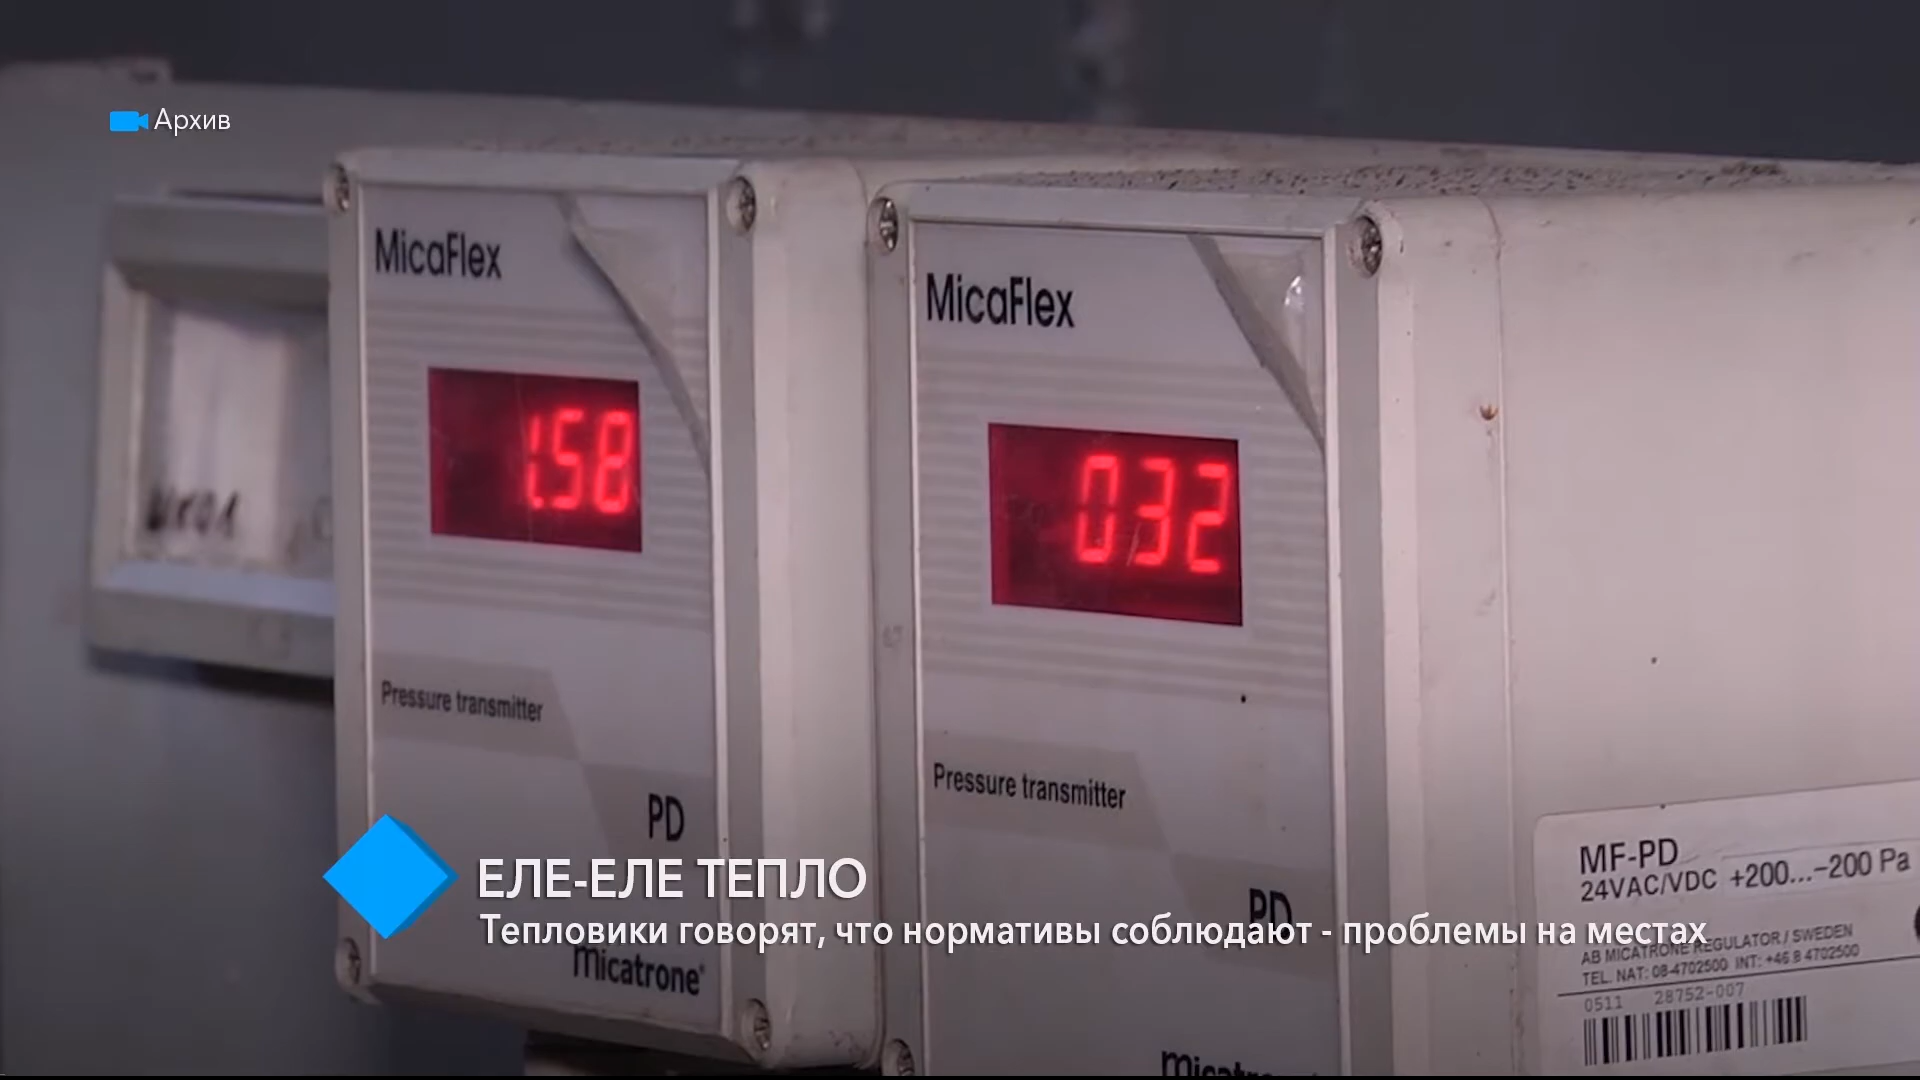 Архив
MicaFlex
1.58
Pressure transmitter
PD
micatrone
MicaFlex
032
Pressure transmitter
PD
MF-PD
24VAC/VDC +200...-200 Pa
AB MICATRONE REGULATOR / SWEDEN
TEL. NAT: 08-4702500 INT: +46 8 4702500
0511 28752-007
ЕЛЕ-ЕЛЕ ТЕПЛО
Тепловики говорят, что нормативы соблюдают - проблемы на местах